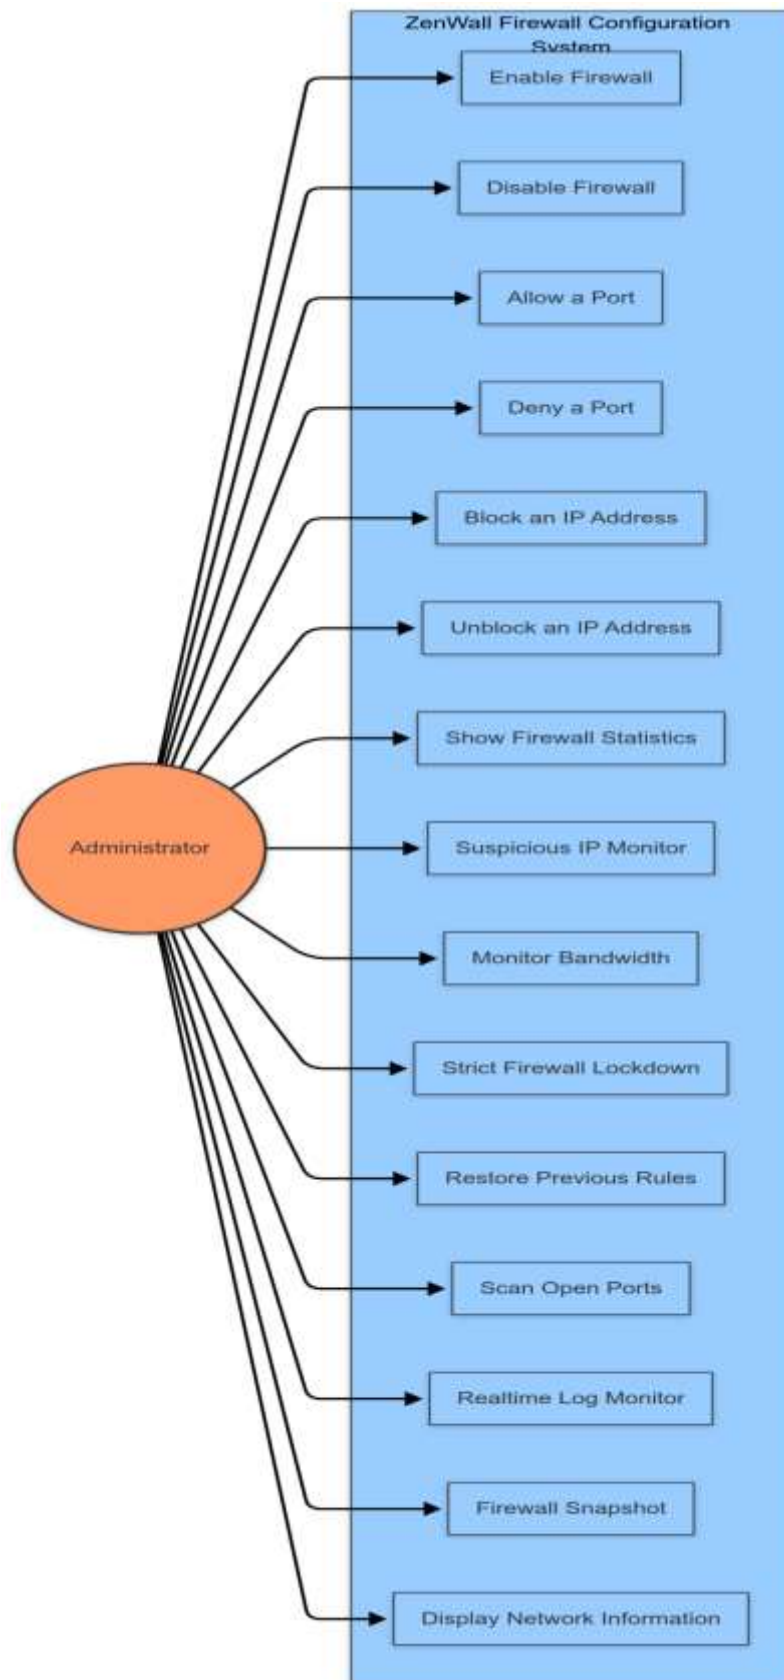 ZenWall Firewall Configuration
System
Enable Firewall
Disable Firewall
Allow a Port
Deny a Port
Block an IP Address
Unblock an IP Address
Show Firewall Statistics
Administrator
Suspicious IP Monitor
Monitor Bandwidth
Strict Firewall Lockdown
Restore Previous Rules
Scan Open Ports
Realtime Log Monitor
Firewall Snapshot
Display Network Information